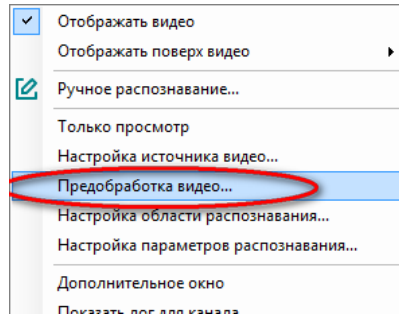 Отображать видео
Отображать поверх видео
Ручное распознавание...
Только просмотр
Настройка источника видео...
Предобработка видео...
Настройка области распознавания...
Настройка параметров распознавания...
Дополнительное окно
Показать лог для канала